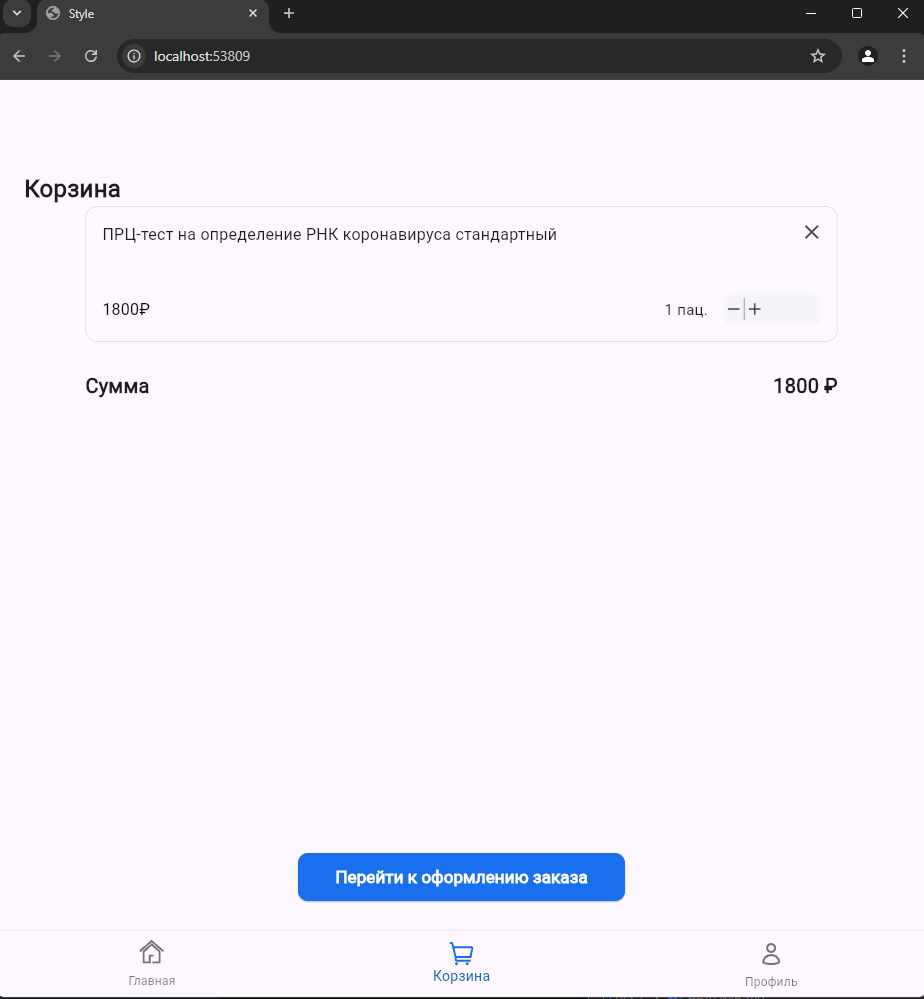 Style
localhost:53809
Корзина
ПРЦ-тест на определение РНК коронавируса стандартный
1800₽
1 пац.
Сумма
1800 ₽
Перейти к оформлению заказа
Главная
Корзина
Профиль